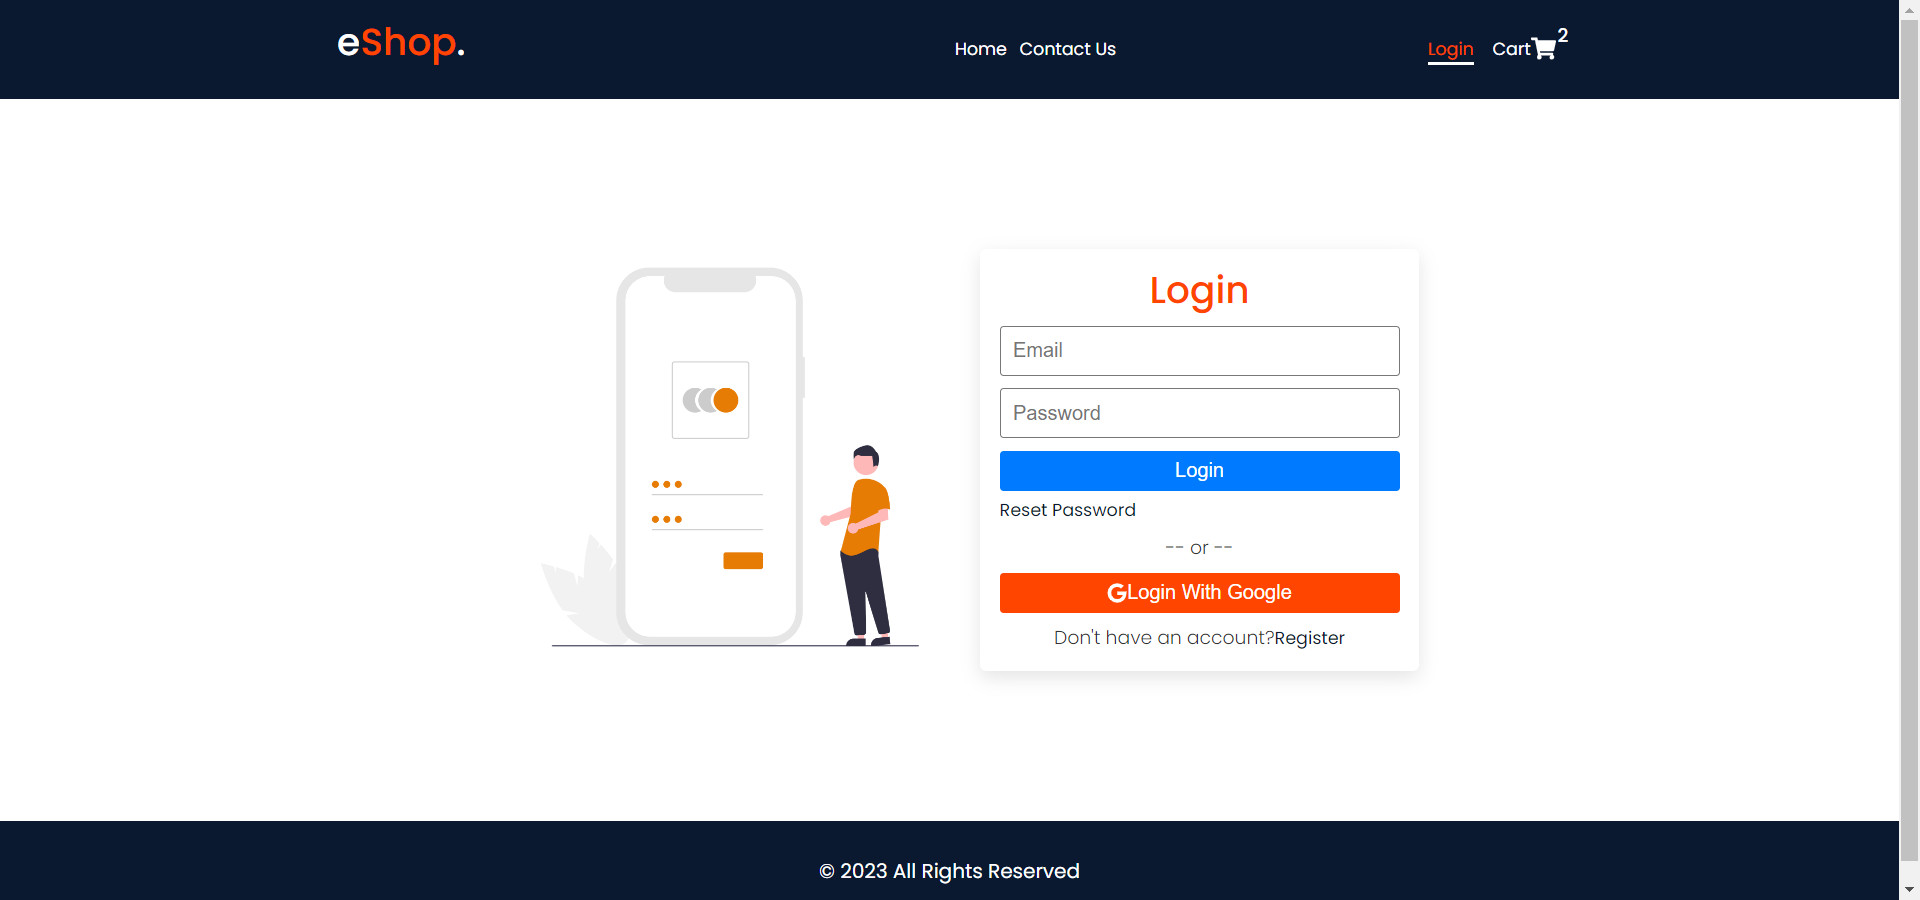 eShop.
Home Contact Us
Login Cart 2
Login
Email
Password
Login
Reset Password
-- or --
Login With Google
Don't have an account?Register
© 2023 All Rights Reserved